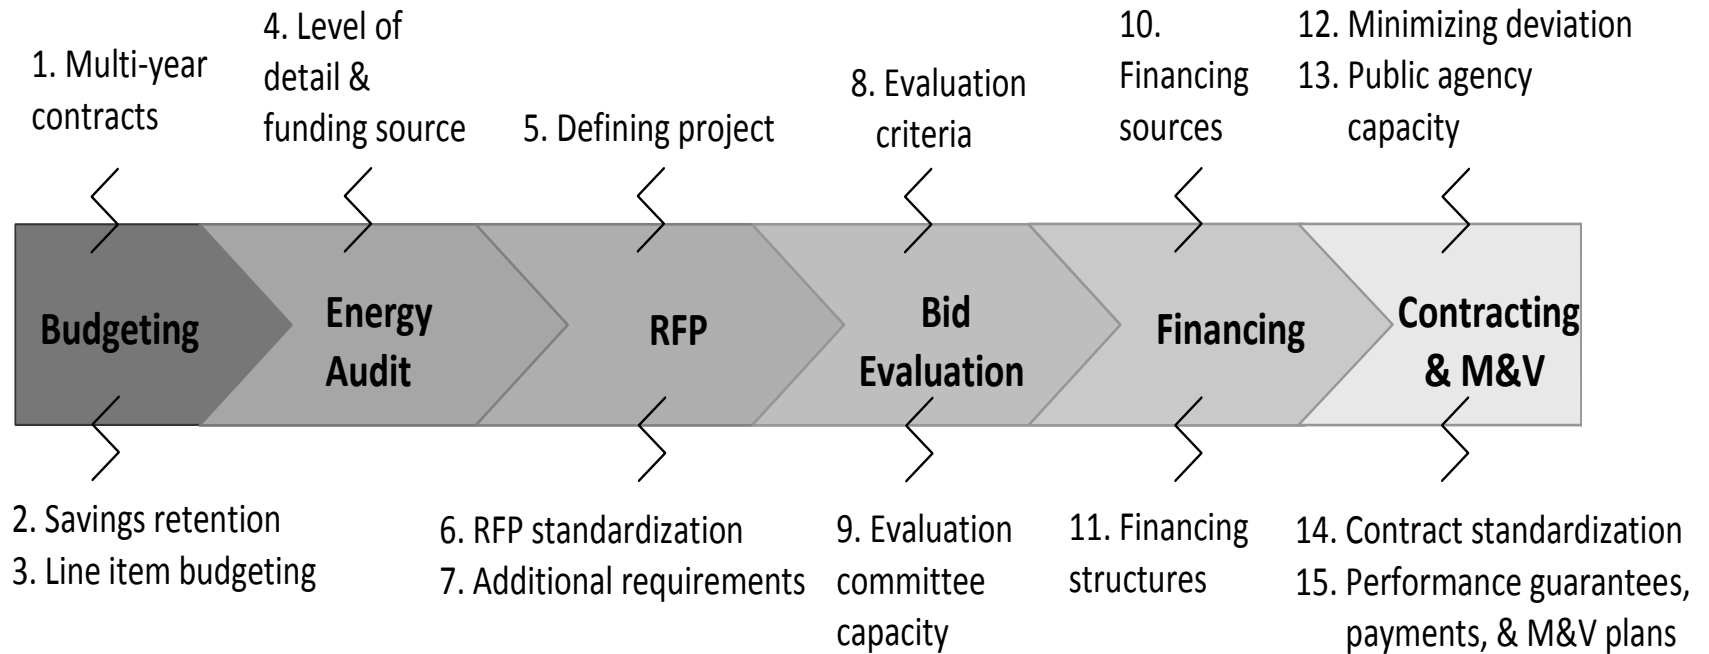 1. Multi-year
contracts
4. Level of
detail &
funding source
5. Defining project
8. Evaluation
criteria
10.
Financing
sources
12. Minimizing deviation
13. Public agency
capacity
Budgeting
Energy
Audit
RFP
Bid
Evaluation
Financing
Contracting
& M&V
2. Savings retention
3. Line item budgeting
6. RFP standardization
7. Additional requirements
9. Evaluation
committee
capacity
11. Financing
structures
14. Contract standardization
15. Performance guarantees,
payments, & M&V plans